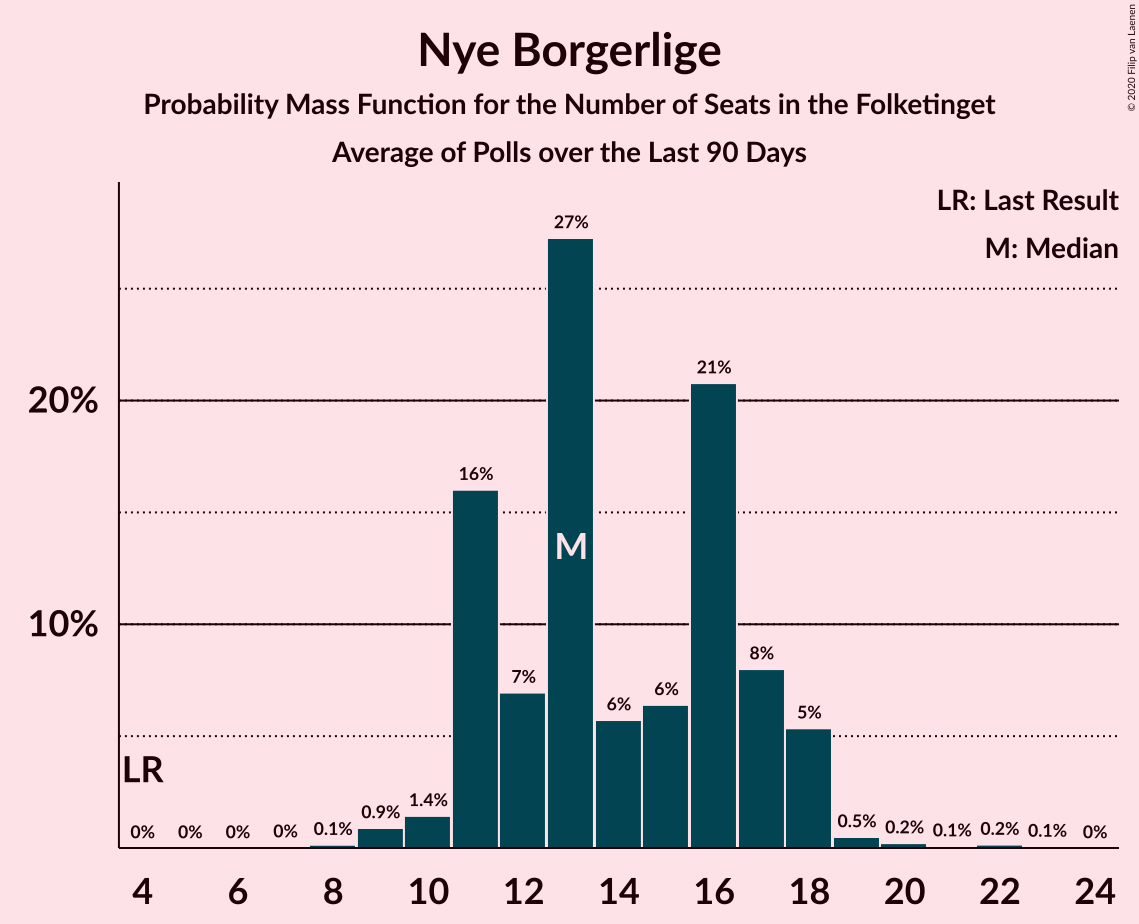 Nye Borgerlige
Probability Mass Function for the Number of Seats in the Folketinget
Average of Polls over the Last 90 Days
© 2020 Filip van Laenen
LR: Last Result
M: Median
27%
21%
20%
16%
M
10%
8%
7%
6%
6%
5%
LR
0%
0%
0%
0%
0.1%
0.9%
1.4%
0.5%
0.2%
0.1%
0.2%
0.1%
0%
4 6 8 10 12 14 16 18 20 22 24